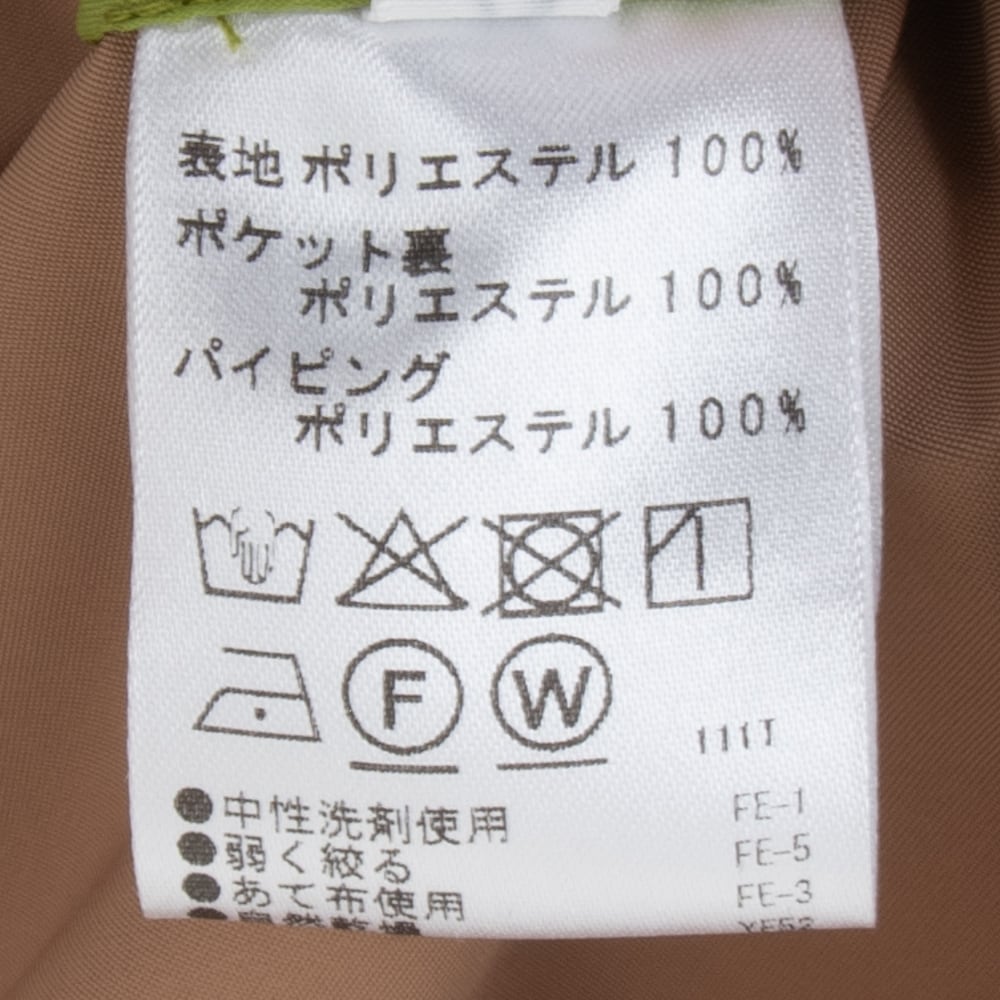 表地 ポリエステル 100%
ポケット裏
ポリエステル 100%
パイピング
ポリエステル 100%
F W
111T
●中性洗剤使用 FE-1
●弱く絞る FE-5
●あて布使用 FE-3